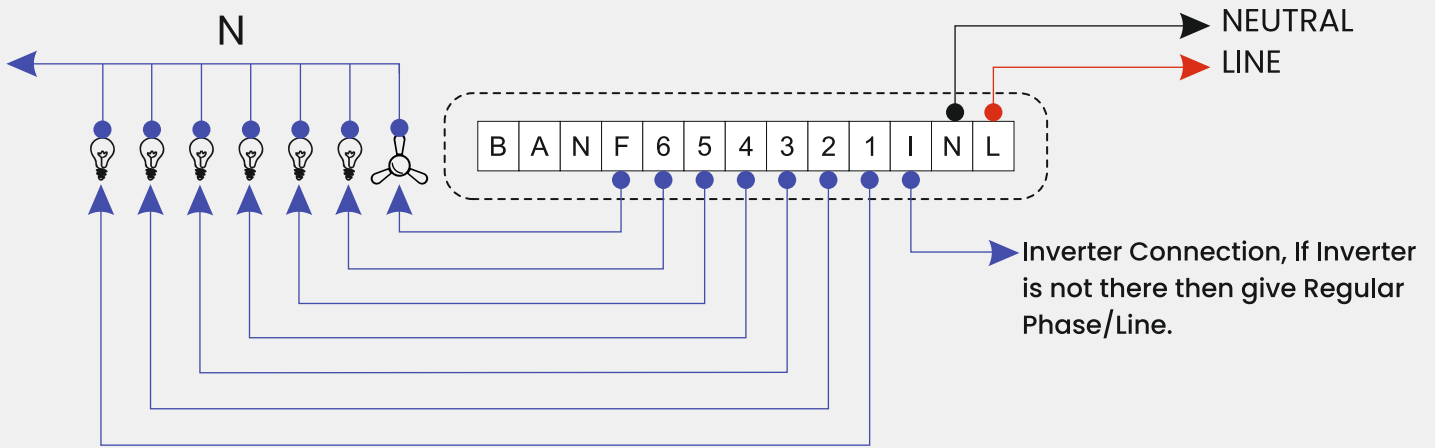 N
NEUTRAL
LINE
B A N F 6 5 4 3 2 1 I N L
Inverter Connection, If Inverter
is not there then give Regular
Phase/Line.